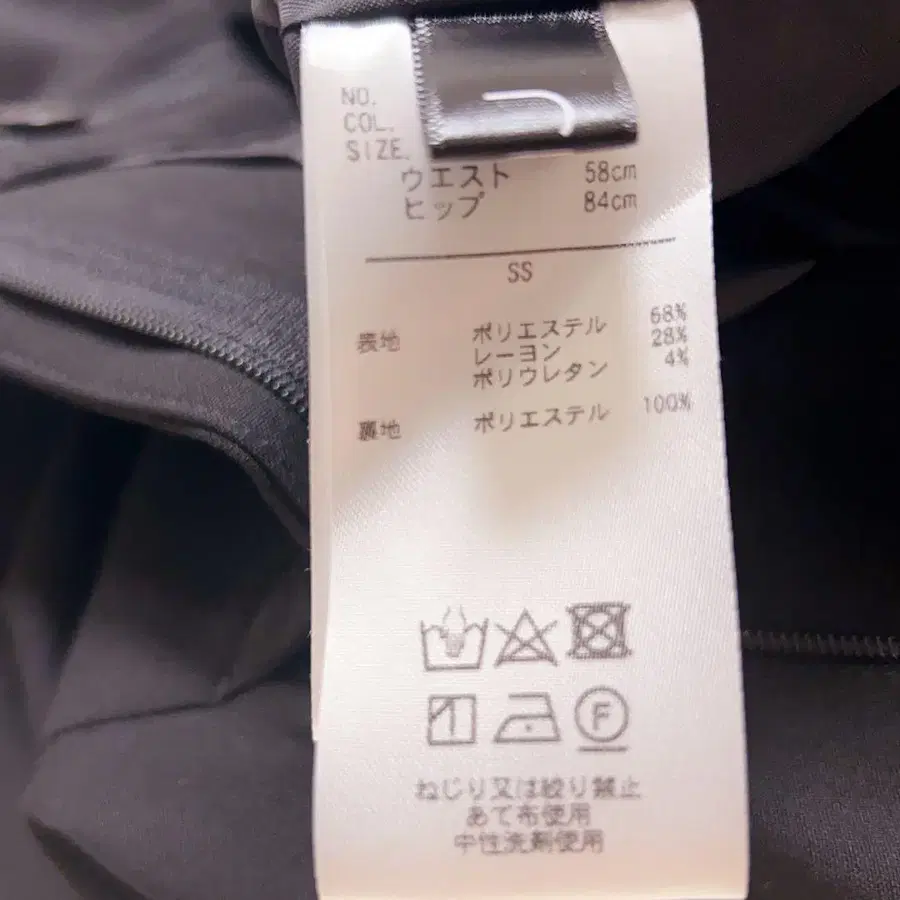 NO.
COL.
SIZE.
ウエスト 58cm
ヒップ 84cm
SS
表地 ポリエステル 68%
レーヨン 28%
ポリウレタン 4%
裏地 ポリエステル 100%
F
ねじり又は絞り禁止
あて布使用
中性洗剤使用